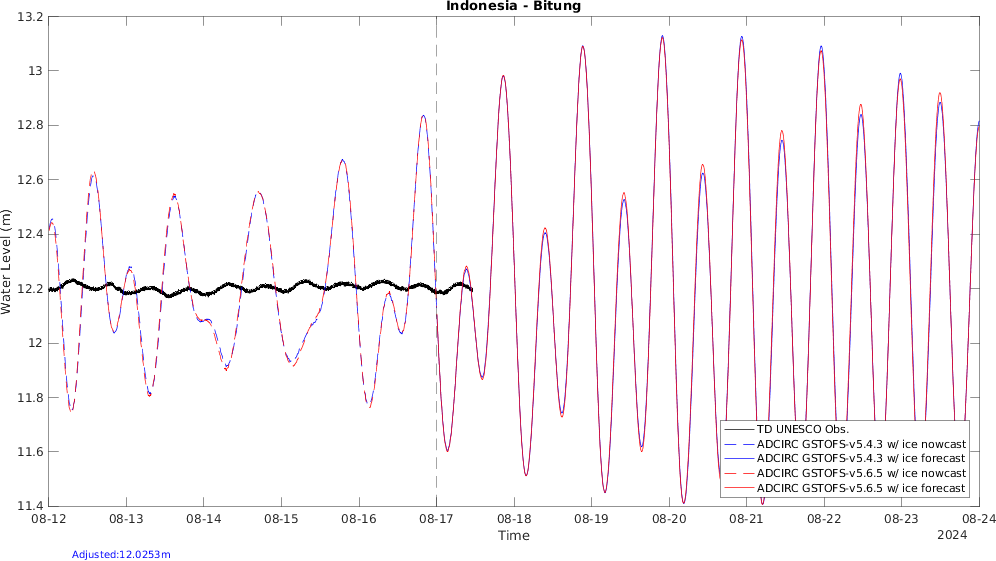 Indonesia - Bitung
13.2
13
12.8
12.6
12.4
12.2
12
11.8
11.6
11.4
Water Level (m)
TD UNESCO Obs.
ADCIRC GSTOFS-v5.4.3 w/ ice nowcast
ADCIRC GSTOFS-v5.4.3 w/ ice forecast
ADCIRC GSTOFS-v5.6.5 w/ ice nowcast
ADCIRC GSTOFS-v5.6.5 w/ ice forecast
08-12 08-13 08-14 08-15 08-16 08-17 08-18 08-19 08-20 08-21 08-22 08-23 08-24
Time
2024
Adjusted:12.0253m